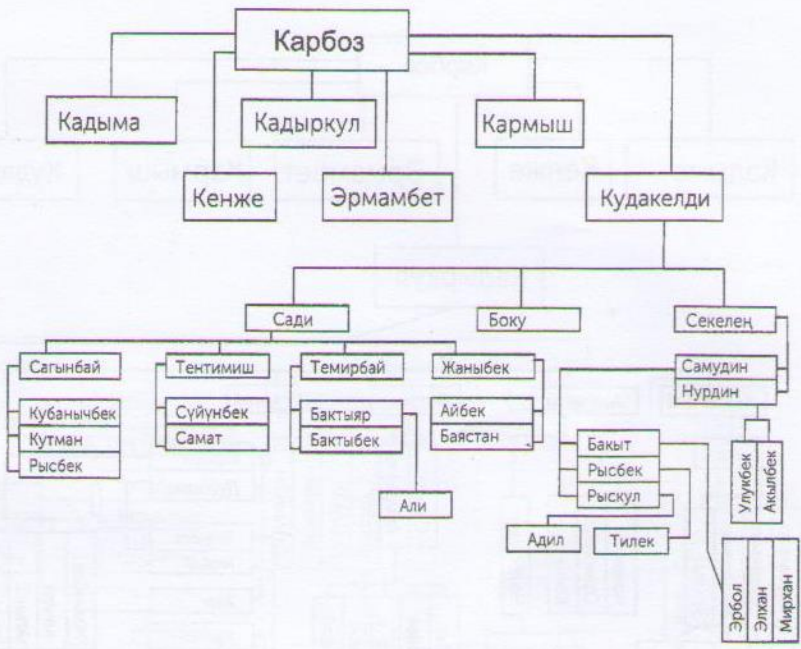 Карбоз
Кадыма
Кадыркул
Кармыш
Кенже
Эрмамбет
Кудакелди
Сади
Боку
Секелең
Сагынбай
Тентимиш
Темирбай
Жаныбек
Самудин
Нурдин
Кубанычбек
Кутман
Рысбек
Сүйүнбек
Самат
Бактыяр
Бактыбек
Айбек
Баястан
Бакыт
Рысбек
Рыскул
Улукбек
Акылбек
Али
Адил
Тилек
Эрбол
Элхан
Мирхан